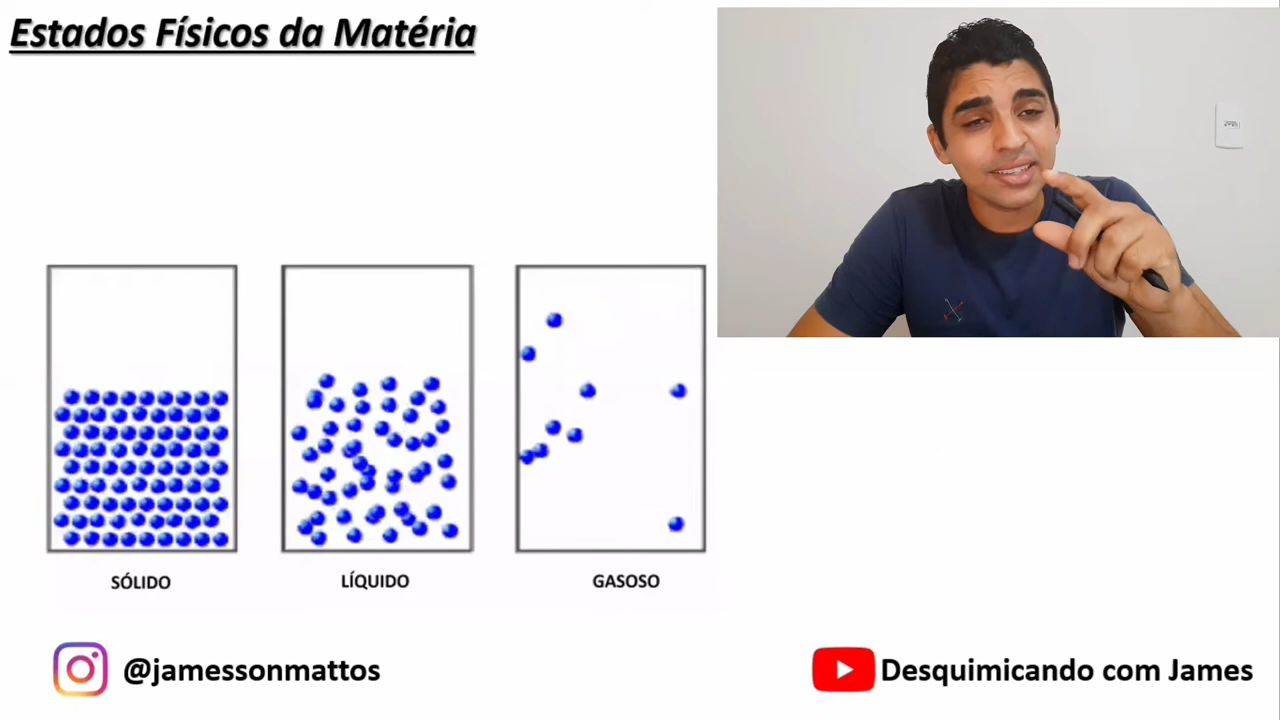 Estados Físicos da Matéria
SÓLIDO
LÍQUIDO
GASOSO
@jamessonmattos
Desquimicando com James